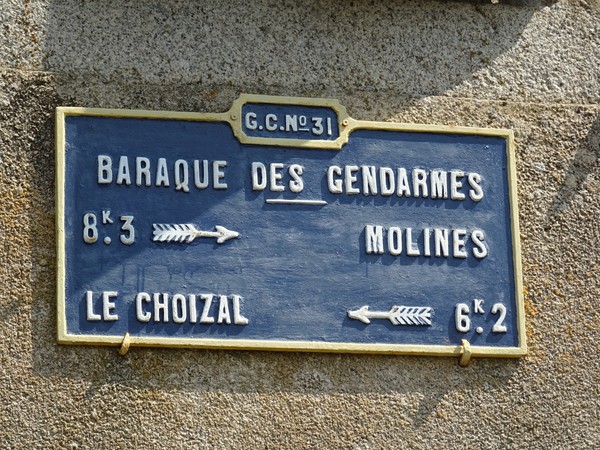 G.C.No 31
BARAQUE DES GENDARMES
8K.3 MOLINES
LE CHOIZAL 6K.2